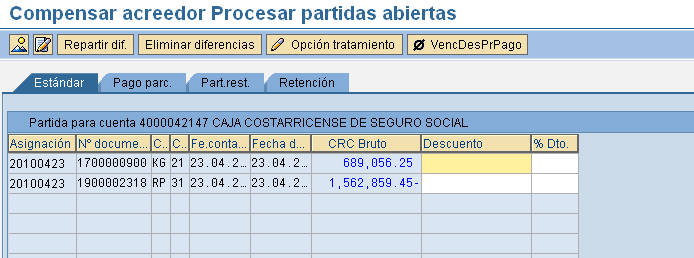 Compensar acreedor Procesar partidas abiertas
Repartir dif. Eliminar diferencias Opción tratamiento VencDesPrPago
Estándar Pago parc. Part.rest. Retención
Partida para cuenta 4000042147 CAJA COSTARRICENSE DE SEGURO SOCIAL
Asignación Nº docume... C.. C.. Fe.conta... Fecha d... CRC Bruto Descuento % Dto.
20100423 1700000900 KG 21 23.04.2... 23.04.2... 689,056.25
20100423 1900002318 RP 31 23.04.2... 23.04.2... 1,562,859.45-